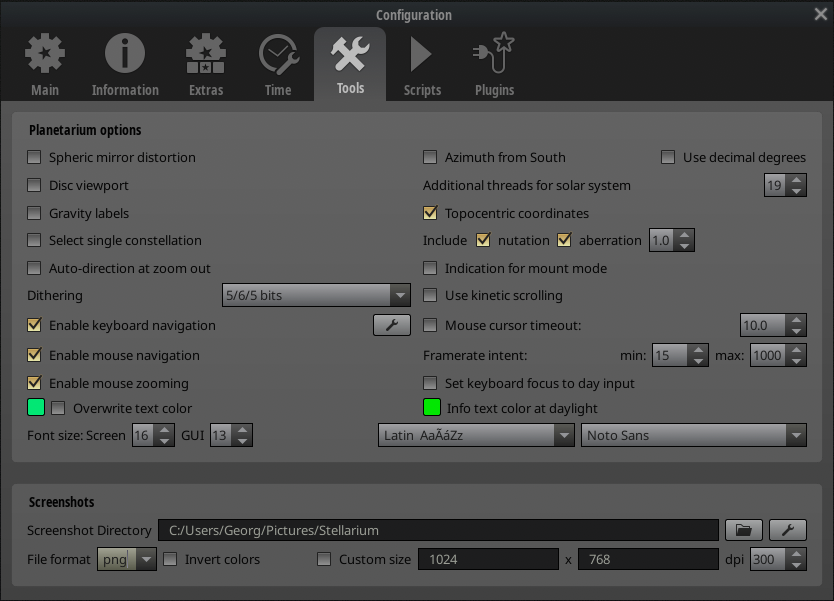 Configuration
Main Information Extras Time Tools Scripts Plugins
Planetarium options
Spheric mirror distortion Azimuth from South Use decimal degrees
Disc viewport Additional threads for solar system 19
Gravity labels Topocentric coordinates
Select single constellation Include nutation aberration 1.0
Auto-direction at zoom out Indication for mount mode
Dithering 5/6/5 bits Use kinetic scrolling
Enable keyboard navigation Mouse cursor timeout: 10.0
Enable mouse navigation Framerate intent: min: 15 max: 1000
Enable mouse zooming Set keyboard focus to day input
Overwrite text color Info text color at daylight
Font size: Screen 16 GUI 13 Latin AaÃáZz Noto Sans
Screenshots
Screenshot Directory C:/Users/Georg/Pictures/Stellarium
File format png Invert colors Custom size 1024 x 768 dpi 300